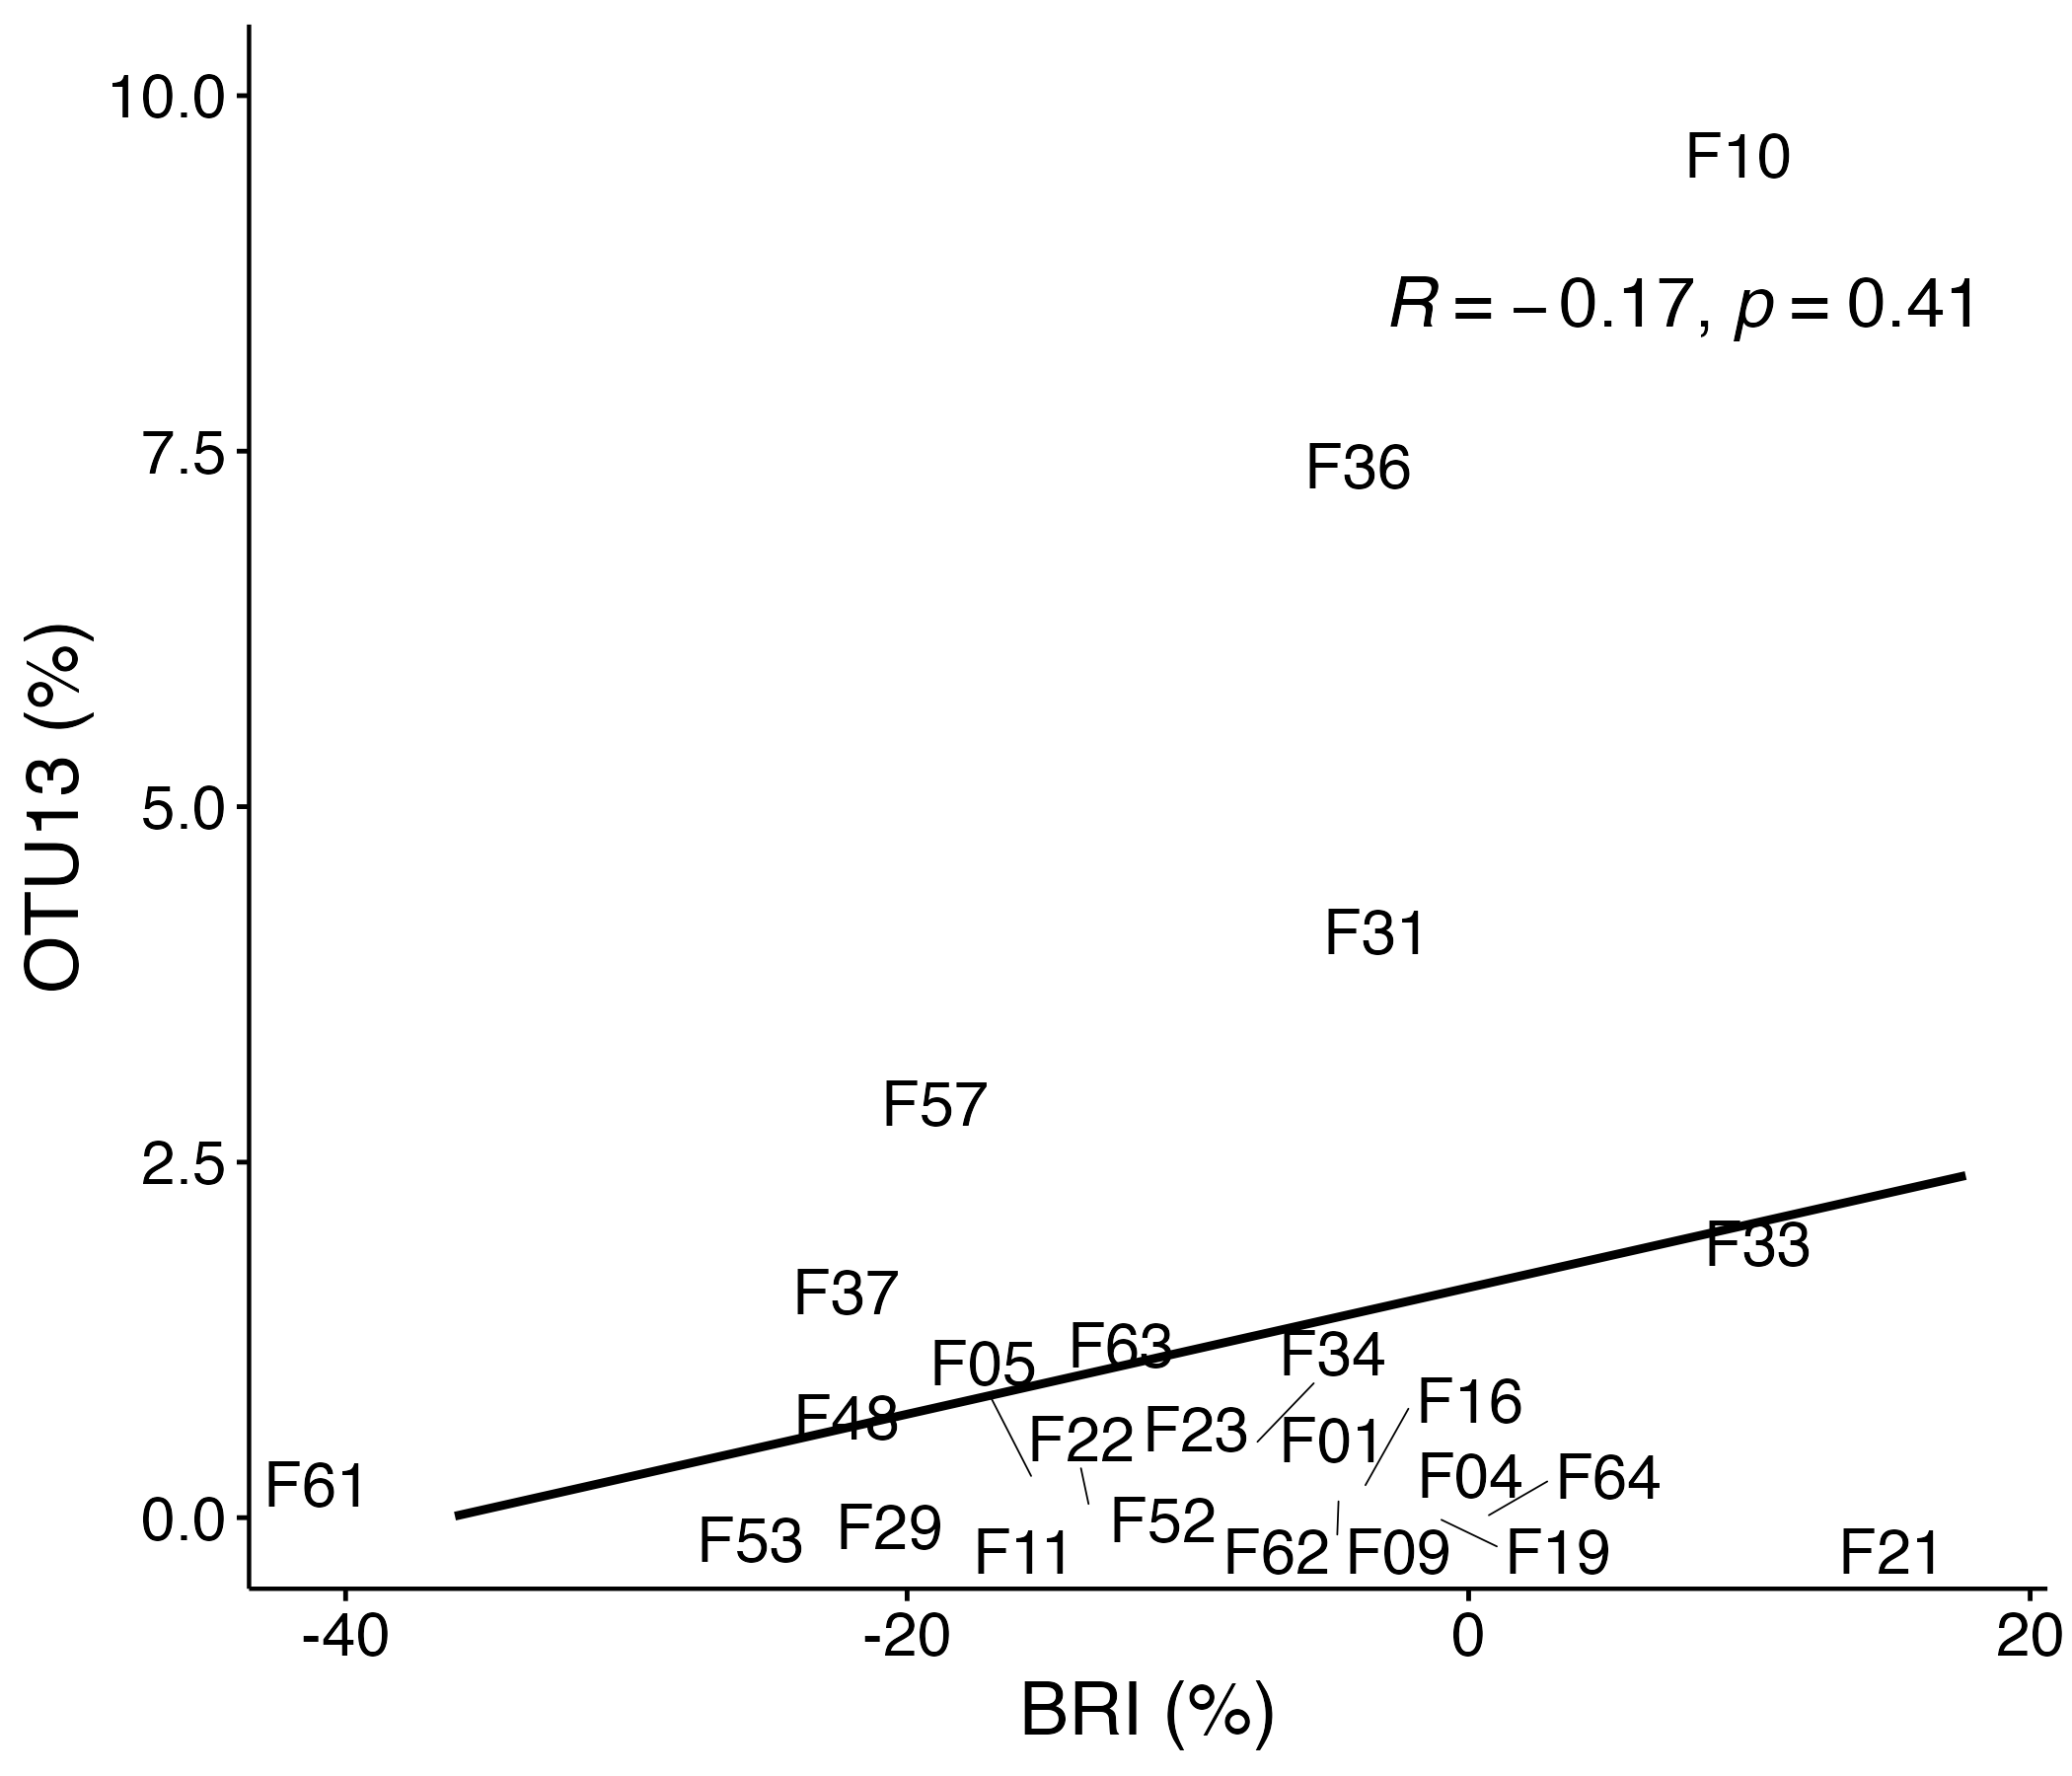 10.0
F10
R = − 0.17, p = 0.41
7.5
F36
OTU13 (%)
5.0
F31
F57
2.5
F33
F37
F63
F34
F05
F16
F48
F22
F23
F01
F04
F64
F61
0.0
F53
F29
F11
F52
F62
F09
F19
F21
-40
-20
0
20
BRI (%)